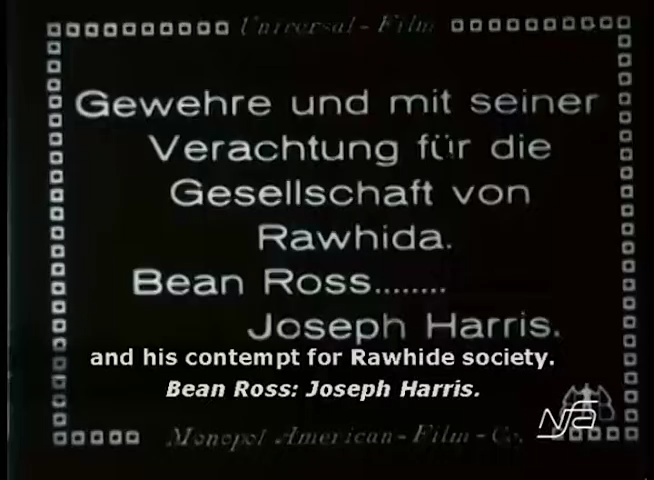 Universal-Film
Gewehre und mit seiner
Verachtung für die
Gesellschaft von
Rawhida.
Bean Ross........
Joseph Harris.
and his contempt for Rawhide society.
Bean Ross: Joseph Harris.
Monopol American-Film-Co.
nfa